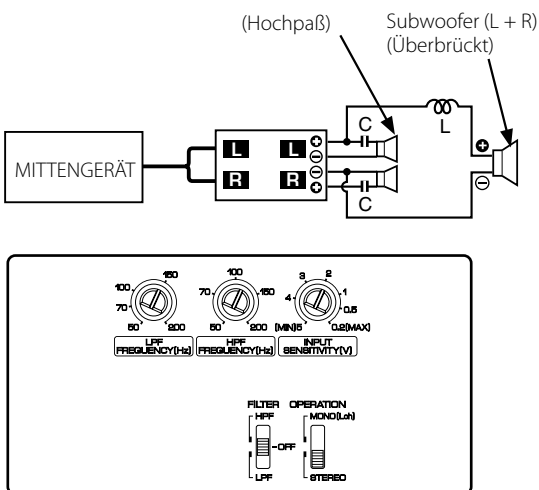 (Hochpaß)
Subwoofer (L + R)
(Überbrückt)
C
L
MITTENGERÄT
L L
R R
C
50 70 100 150 200
LPF
FREQUENCY(Hz)
50 70 100 150 200
HPF
FREQUENCY(Hz)
[MIN]5 4 3 2 1 0.5 0.2[MAX]
INPUT
SENSITIVITY(V)
FILTER OPERATION
HPF MONO(Lch)
OFF
LPF STEREO